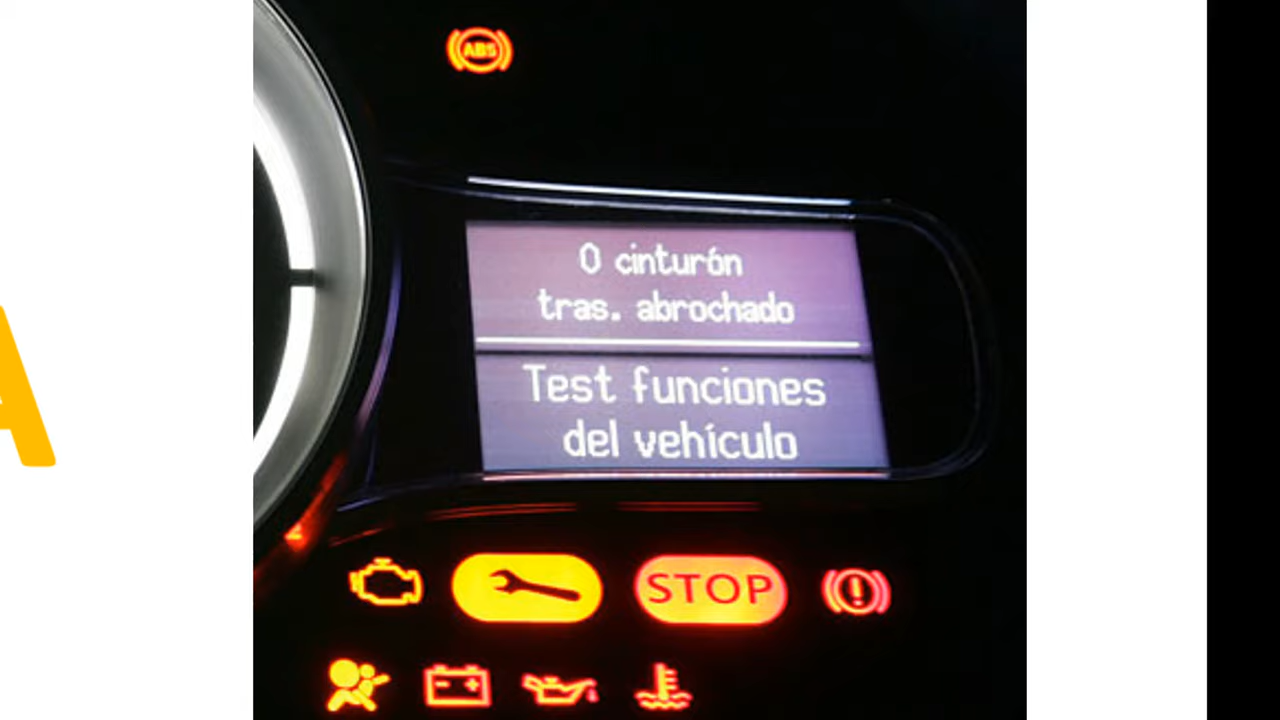 ABS
0 cinturón
tras. abrochado
Test funciones
del vehículo
STOP
A